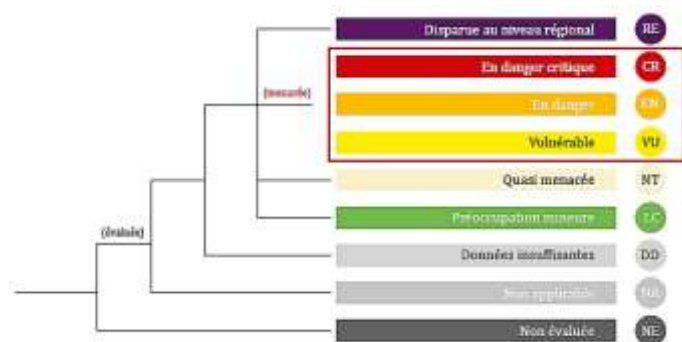 Disparue au niveau régional RE
En danger critique CR
(menacée)
En danger EN
Vulnérable VU
Quasi menacée NT
Préoccupation mineure LC
(évaluée)
Données insuffisantes DD
Non applicable NA
Non évaluée NE